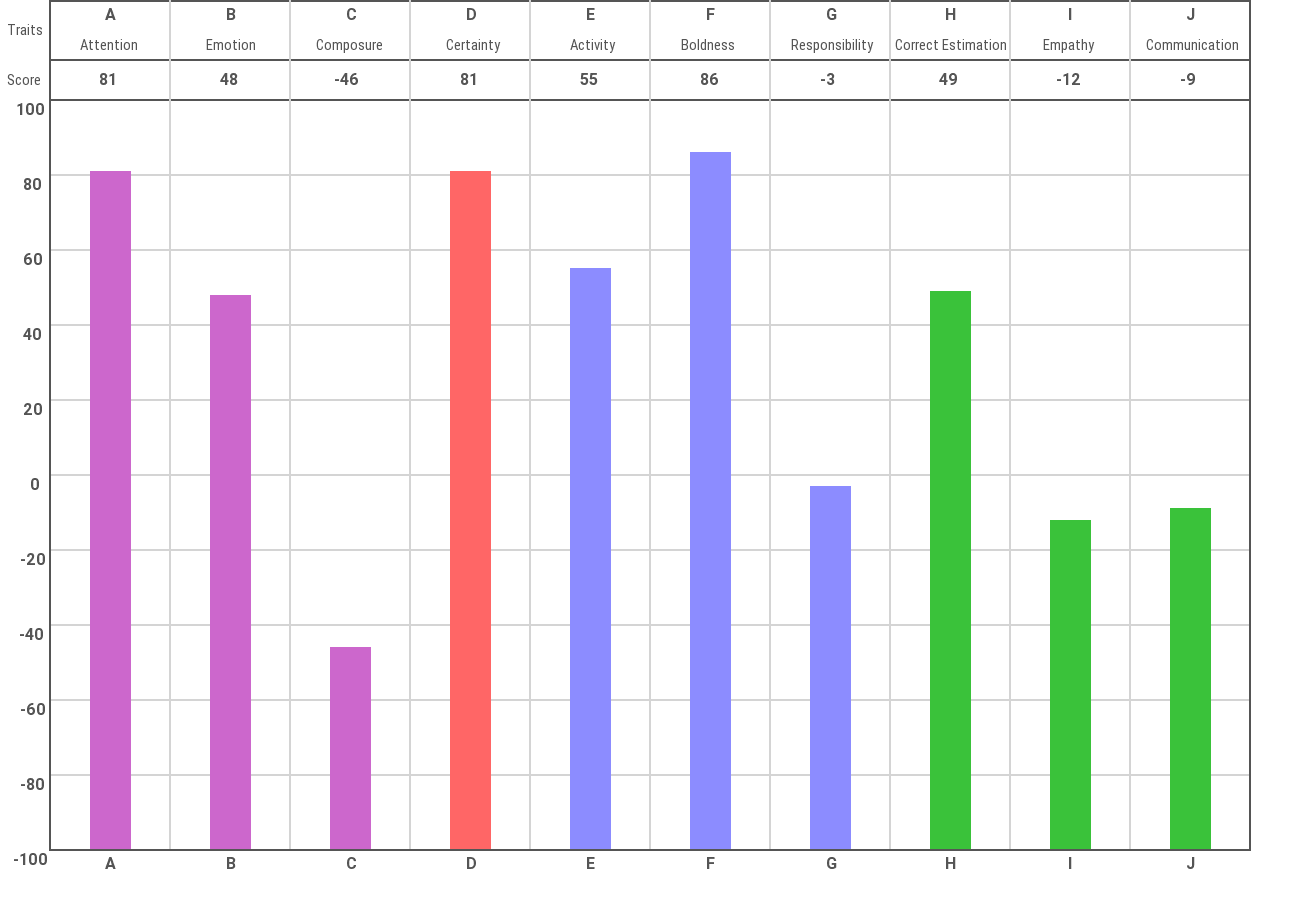 A B C D E F G H I J
Traits
Attention Emotion Composure Certainty Activity Boldness Responsibility Correct Estimation Empathy Communication
Score 81 48 -46 81 55 86 -3 49 -12 -9
100
80
60
40
20
0
-20
-40
-60
-80
-100
A B C D E F G H I J